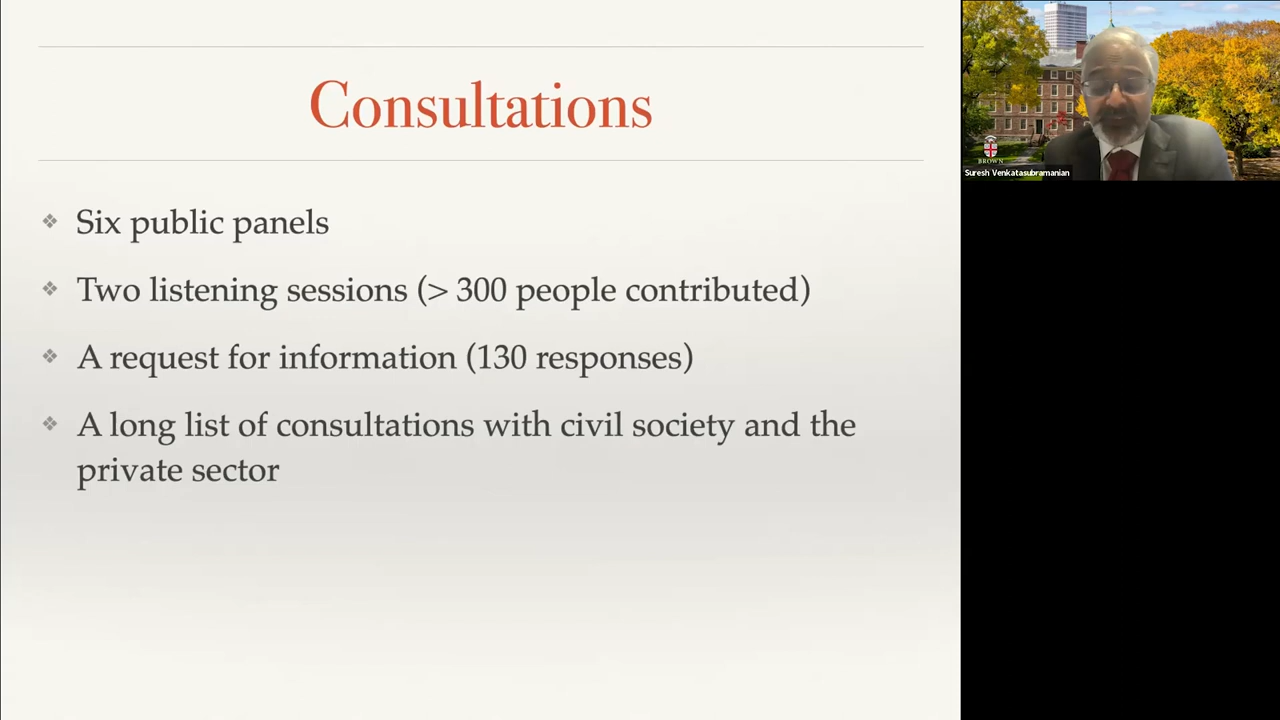 Consultations
Six public panels
Two listening sessions (> 300 people contributed)
A request for information (130 responses)
A long list of consultations with civil society and the
private sector
BROWN
Suresh Venkatasubramanian